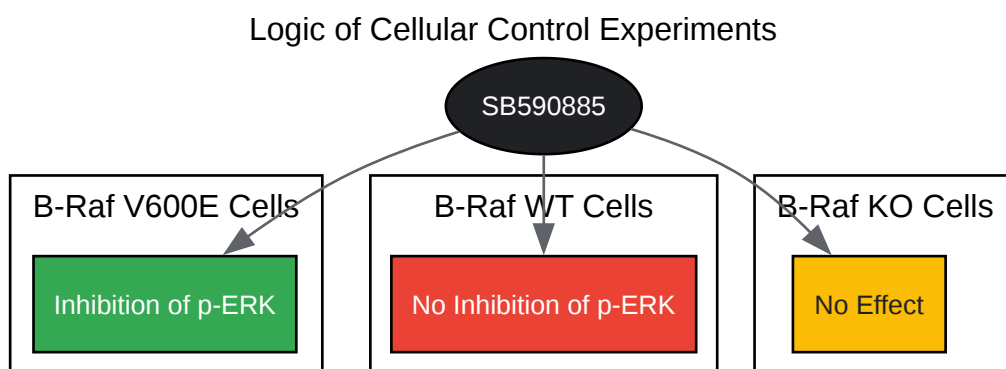 Logic of Cellular Control Experiments
SB590885
B-Raf V600E Cells
B-Raf WT Cells
B-Raf KO Cells
Inhibition of p-ERK
No Inhibition of p-ERK
No Effect